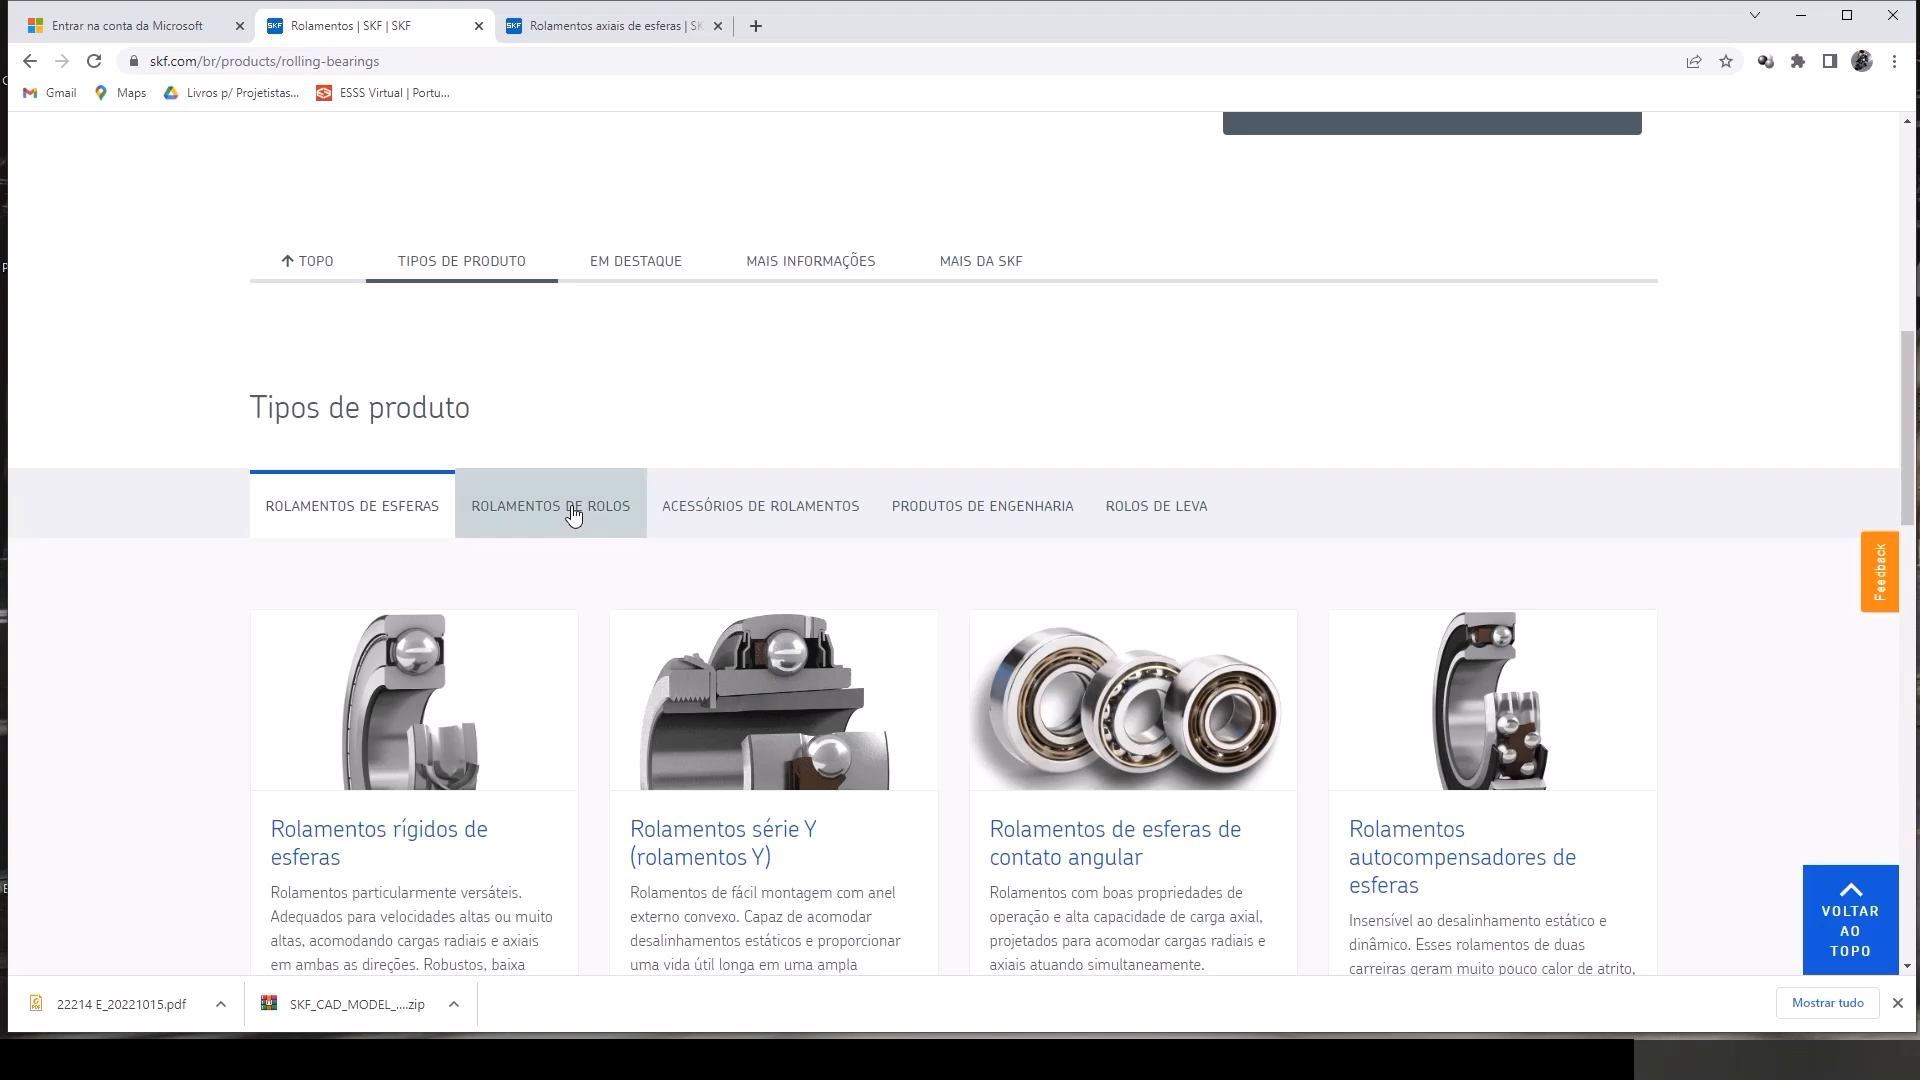 Entrar na conta da Microsoft
SKF Rolamentos | SKF | SKF
SKF Rolamentos axiais de esferas | SK
skf.com/br/products/rolling-bearings
Gmail
Maps
Livros p/ Projetistas...
ESSS Virtual | Portu...
TOPO
TIPOS DE PRODUTO
EM DESTAQUE
MAIS INFORMAÇÕES
MAIS DA SKF
Tipos de produto
ROLAMENTOS DE ESFERAS
ROLAMENTOS DE ROLOS
ACESSÓRIOS DE ROLAMENTOS
PRODUTOS DE ENGENHARIA
ROLOS DE LEVA
Feedback
Rolamentos rígidos de
esferas
Rolamentos particularmente versáteis.
Adequados para velocidades altas ou muito
altas, acomodando cargas radiais e axiais
em ambas as direções. Robustos, baixa
Rolamentos série Y
(rolamentos Y)
Rolamentos de fácil montagem com anel
externo convexo. Capaz de acomodar
desalinhamentos estáticos e proporcionar
uma vida útil longa em uma ampla
Rolamentos de esferas de
contato angular
Rolamentos com boas propriedades de
operação e alta capacidade de carga axial,
projetados para acomodar cargas radiais e
axiais atuando simultaneamente.
Rolamentos
autocompensadores de
esferas
Insensível ao desalinhamento estático e
dinâmico. Esses rolamentos de duas
carreiras geram muito pouco calor de atrito,
VOLTAR
AO
TOPO
22214 E_20221015.pdf
SKF_CAD_MODEL_....zip
Mostrar tudo